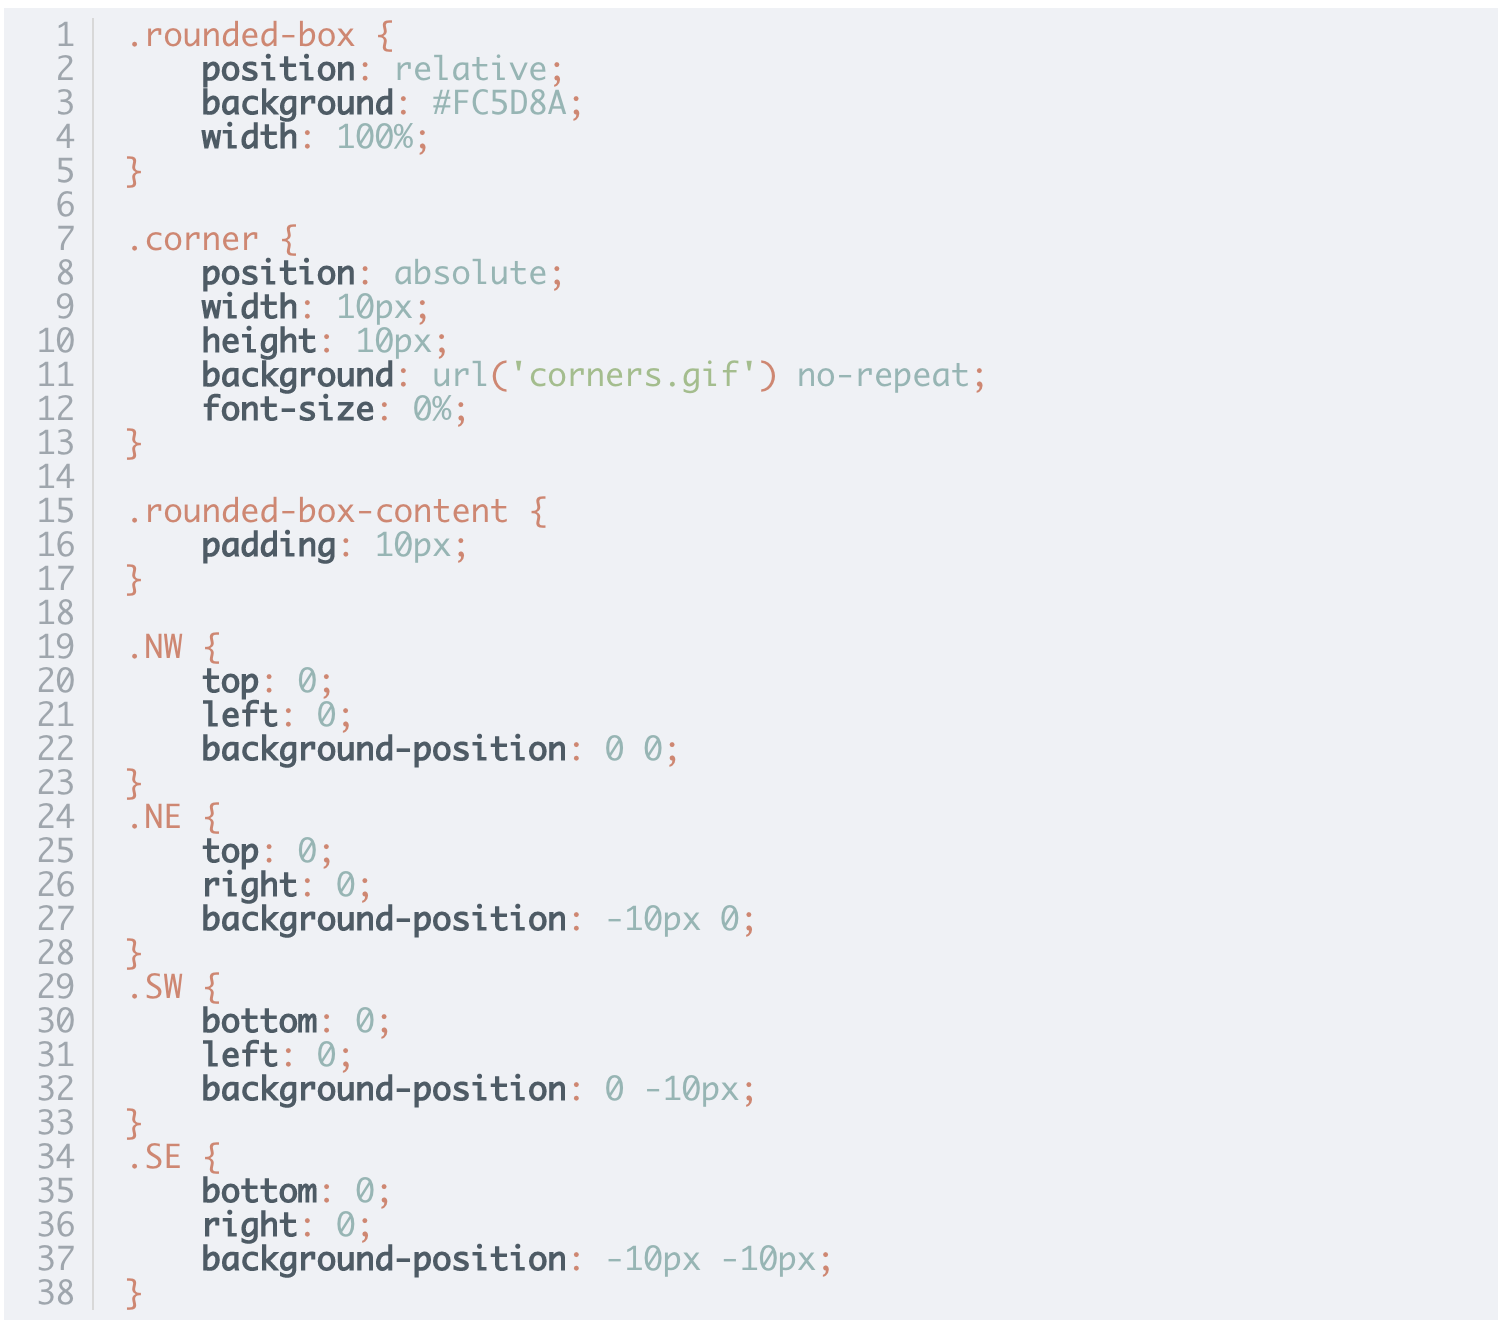 1 .rounded-box {
2     position: relative;
3     background: #FC5D8A;
4     width: 100%;
5 }
6
7 .corner {
8     position: absolute;
9     width: 10px;
10     height: 10px;
11     background: url('corners.gif') no-repeat;
12     font-size: 0%;
13 }
14
15 .rounded-box-content {
16     padding: 10px;
17 }
18
19 .NW {
20     top: 0;
21     left: 0;
22     background-position: 0 0;
23 }
24 .NE {
25     top: 0;
26     right: 0;
27     background-position: -10px 0;
28 }
29 .SW {
30     bottom: 0;
31     left: 0;
32     background-position: 0 -10px;
33 }
34 .SE {
35     bottom: 0;
36     right: 0;
37     background-position: -10px -10px;
38 }